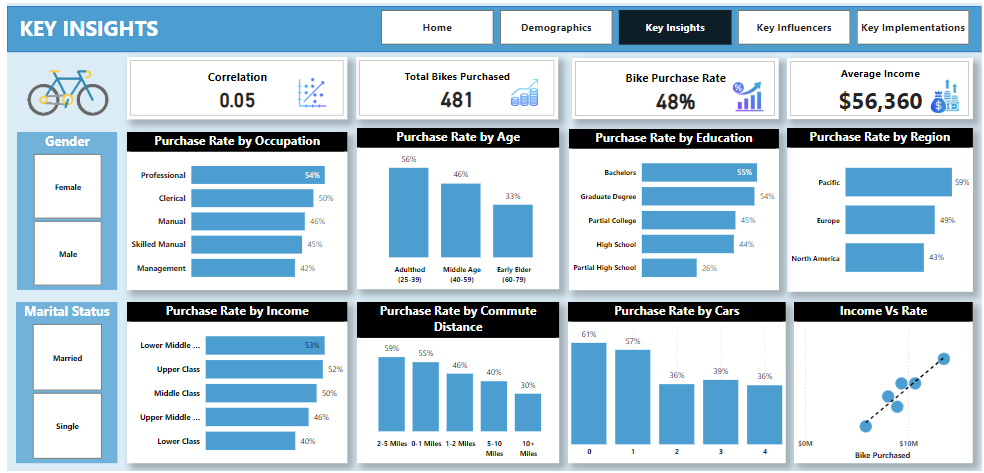 KEY INSIGHTS
Home
Demographics
Key Insights
Key Influencers
Key Implementations
Correlation
0.05
Total Bikes Purchased
481
Bike Purchase Rate
48%
Average Income
$56,360
Gender
Female
Male
Purchase Rate by Occupation
Professional 54%
Clerical 50%
Manual 46%
Skilled Manual 45%
Management 42%
Purchase Rate by Age
56%
46%
33%
Adulthod Middle Age Early Elder
(25-39) (40-59) (60-79)
Purchase Rate by Education
Bachelors 55%
Graduate Degree 54%
Partial College 45%
High School 44%
Partial High School 26%
Purchase Rate by Region
Pacific 59%
Europe 49%
North America 43%
Marital Status
Married
Single
Purchase Rate by Income
Lower Middle ... 53%
Upper Class 52%
Middle Class 50%
Upper Middle ... 46%
Lower Class 40%
Purchase Rate by Commute
Distance
59%
55%
46%
40%
30%
2-5 Miles 0-1 Miles 1-2 Miles 5-10 10+
Miles Miles
Purchase Rate by Cars
61%
57%
36%
39%
36%
0 1 2 3 4
Income Vs Rate
$0M $10M
Bike Purchased